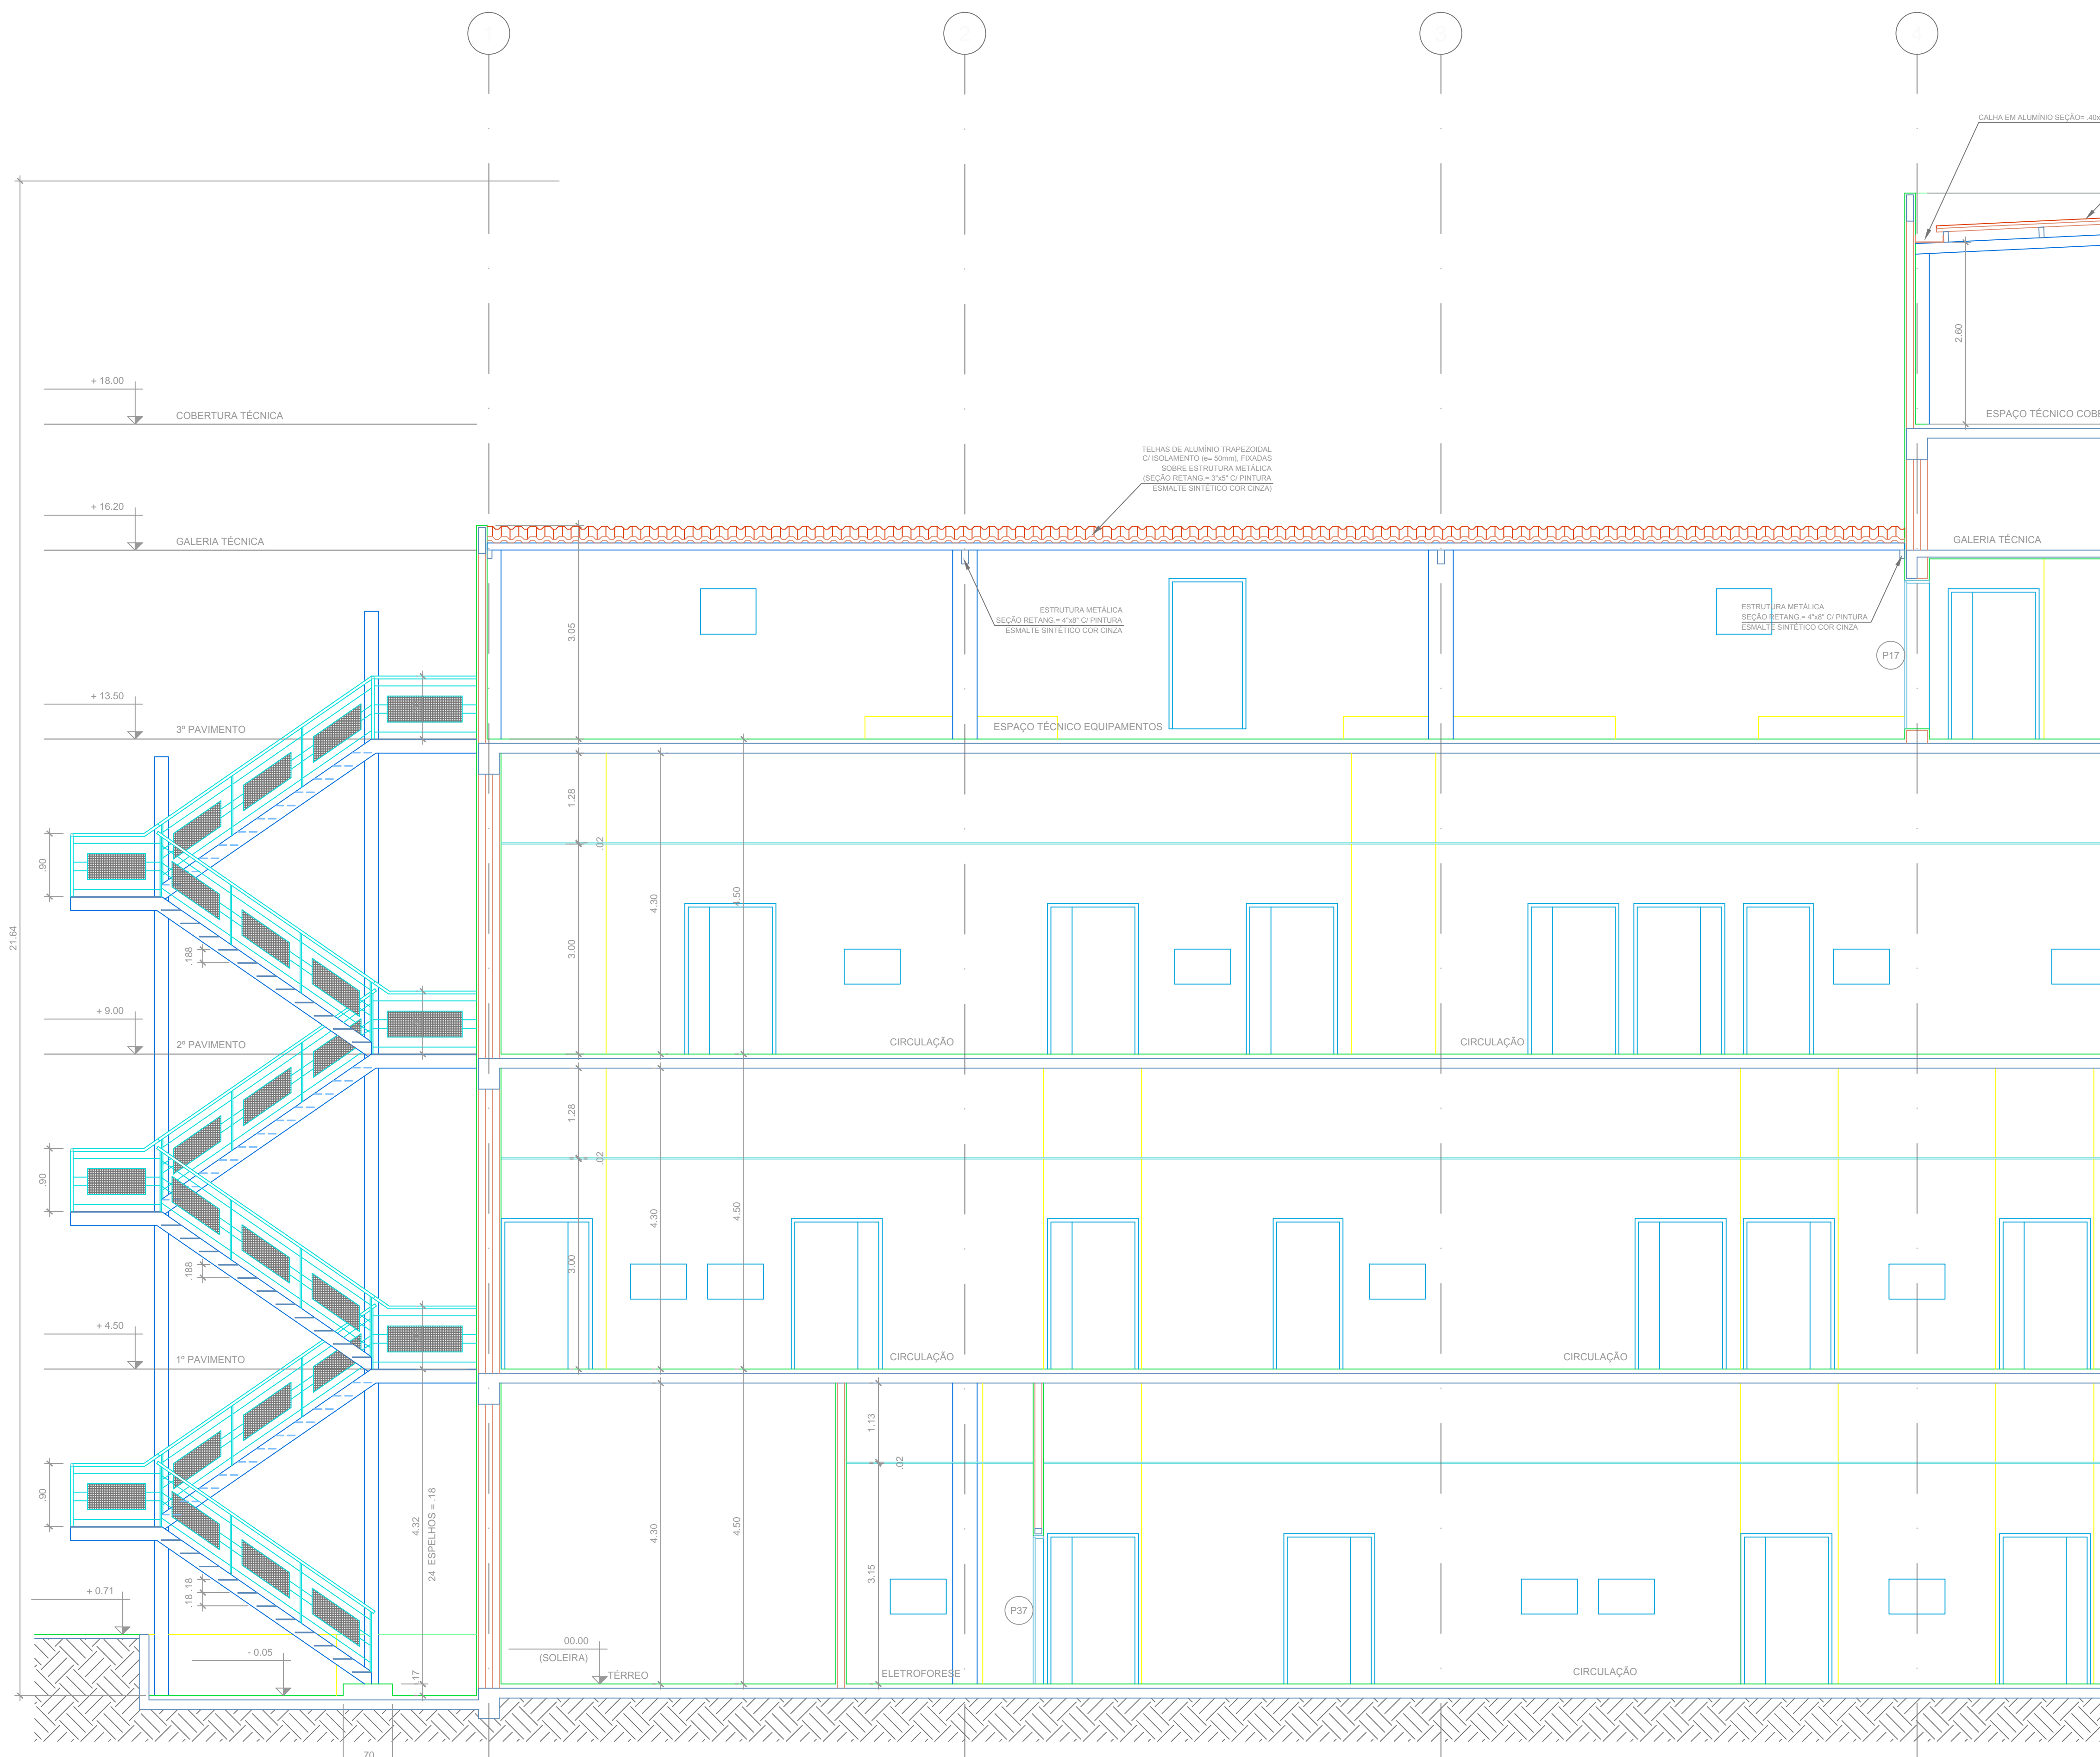 CALHA EM ALUMÍNIO SEÇÃO= .40x
2.60
+ 18.00
COBERTURA TÉCNICA
ESPAÇO TÉCNICO COBE
TELHAS DE ALUMÍNIO TRAPEZOIDAL
C/ ISOLAMENTO (e= 50mm), FIXADAS
SOBRE ESTRUTURA METÁLICA
(SEÇÃO RETANG.= 3"x5" C/ PINTURA
ESMALTE SINTÉTICO COR CINZA)
+ 16.20
GALERIA TÉCNICA
GALERIA TÉCNICA
ESTRUTURA METÁLICA
SEÇÃO RETANG.= 4"x8" C/ PINTURA
ESMALTE SINTÉTICO COR CINZA
ESTRUTURA METÁLICA
SEÇÃO RETANG.= 4"x8" C/ PINTURA
ESMALTE SINTÉTICO COR CINZA
3.05
P17
+ 13.50
3º PAVIMENTO
ESPAÇO TÉCNICO EQUIPAMENTOS
1.28
.02
.90
4.30
4.50
21.64
.188
3.00
+ 9.00
2º PAVIMENTO
CIRCULAÇÃO
CIRCULAÇÃO
1.28
.02
.90
4.30
4.50
.188
3.00
+ 4.50
1º PAVIMENTO
CIRCULAÇÃO
CIRCULAÇÃO
1.13
.02
.90
4.32
24 ESPELHOS = .18
4.30
4.50
3.15
.18 .18
+ 0.71
P37
00.00
(SOLEIRA)
- 0.05
.17
TÉRREO
ELETROFORESE
CIRCULAÇÃO
.70